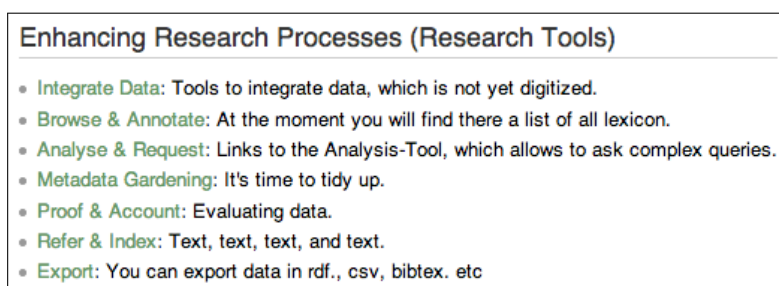 Enhancing Research Processes (Research Tools)
Integrate Data: Tools to integrate data, which is not yet digitized.
Browse & Annotate: At the moment you will find there a list of all lexicon.
Analyse & Request: Links to the Analysis-Tool, which allows to ask complex queries.
Metadata Gardening: It's time to tidy up.
Proof & Account: Evaluating data.
Refer & Index: Text, text, text, and text.
Export: You can export data in rdf., csv, bibtex. etc